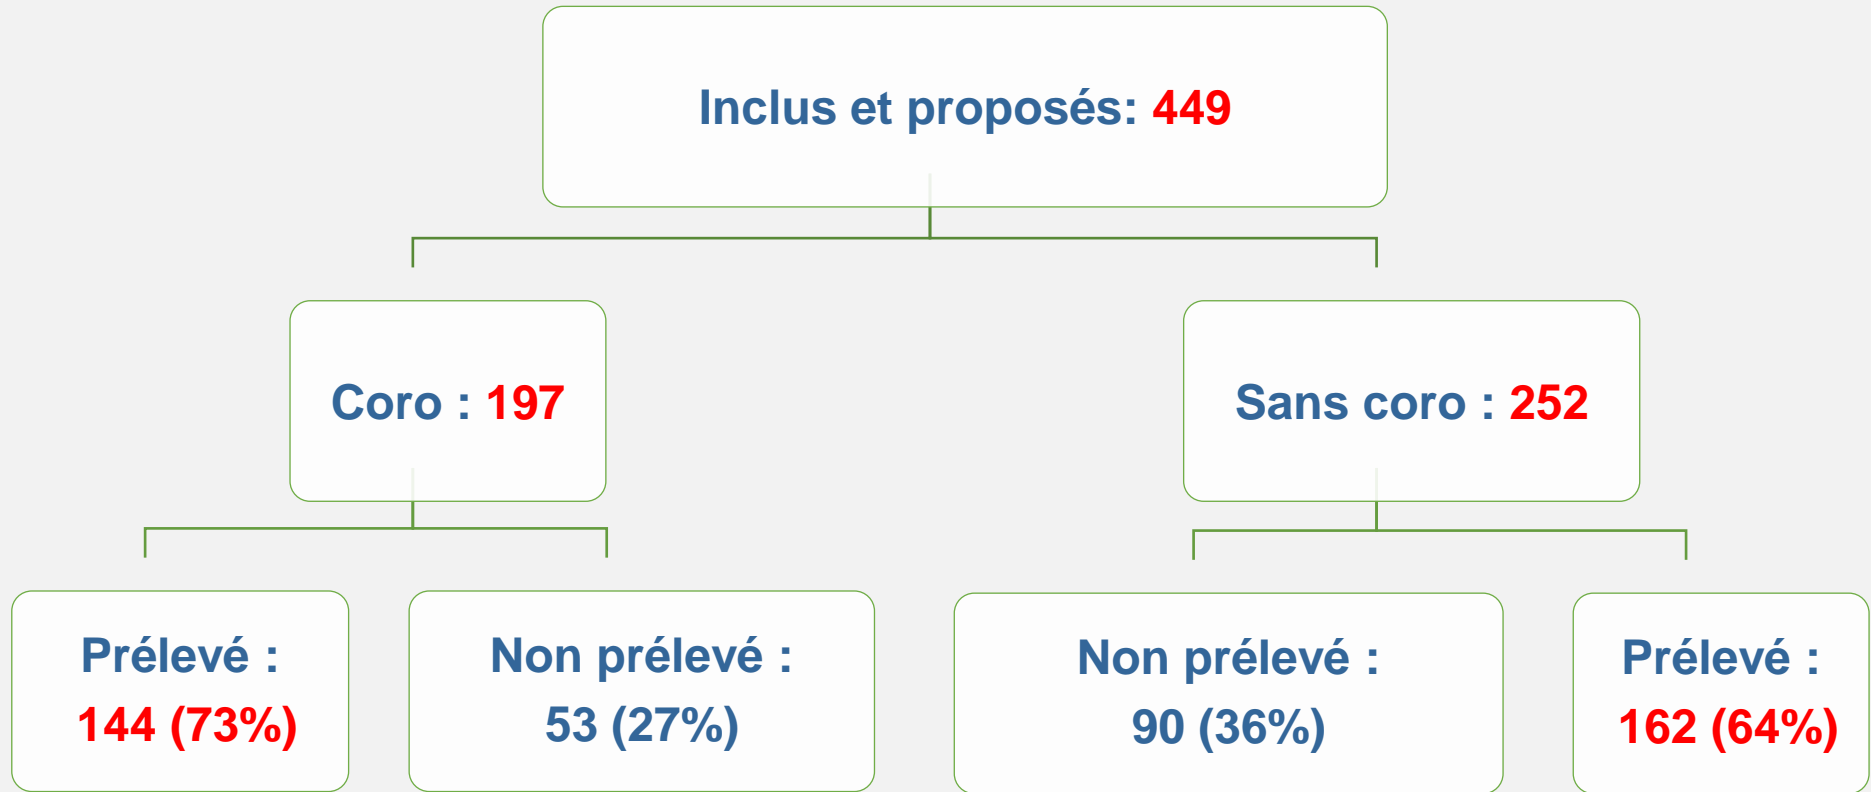 Inclus et proposés: 449
Coro : 197
Sans coro : 252
Prélevé :
144 (73%)
Non prélevé :
53 (27%)
Non prélevé :
90 (36%)
Prélevé :
162 (64%)